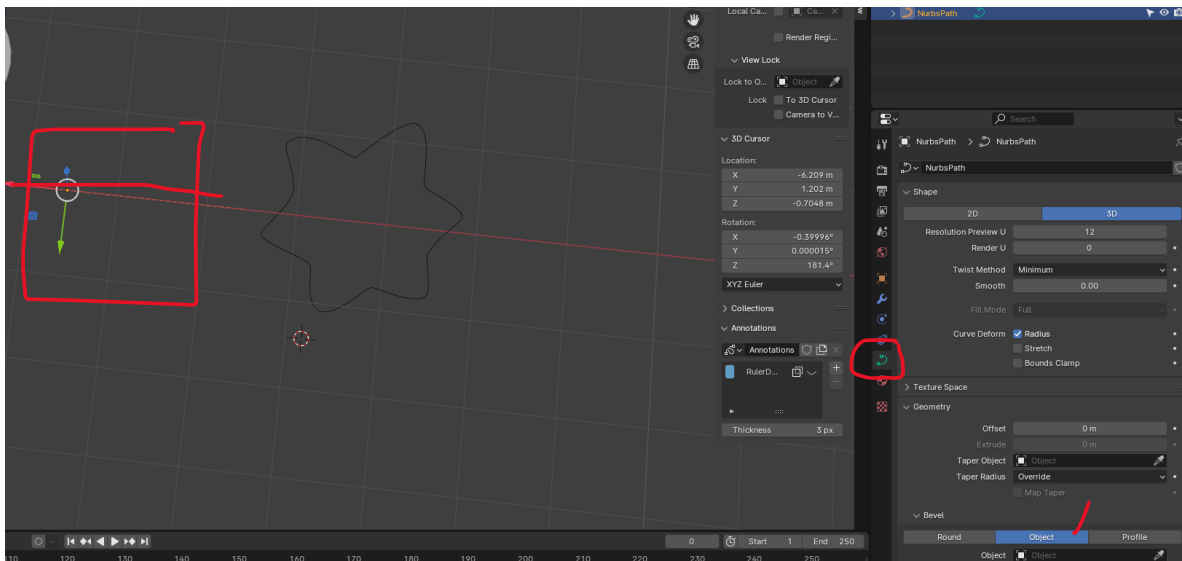 Local Ca... Ca...
NurbsPath
Render Regi...
View Lock
Lock to O... Object
Lock To 3D Cursor
Camera to V...
3D Cursor
Location:
X -6.209 m
Y 1.202 m
Z -0.7048 m
Rotation:
X -0.39996°
Y 0.000015°
Z 181.4°
XYZ Euler
Collections
Annotations
Annotations
RulerD...
Thickness 3 px
Search
NurbsPath > NurbsPath
NurbsPath
Shape
2D 3D
Resolution Preview U 12
Render U 0
Twist Method Minimum
Smooth 0.00
Fill Mode Full
Curve Deform Radius
Stretch
Bounds Clamp
Texture Space
Geometry
Offset 0 m
Extrude 0 m
Taper Object Object
Taper Radius Override
Map Taper
Bevel
Round Object Profile
Object Object
0 Start 1 End 250
110 120 130 140 150 160 170 180 190 200 210 220 230 240 250